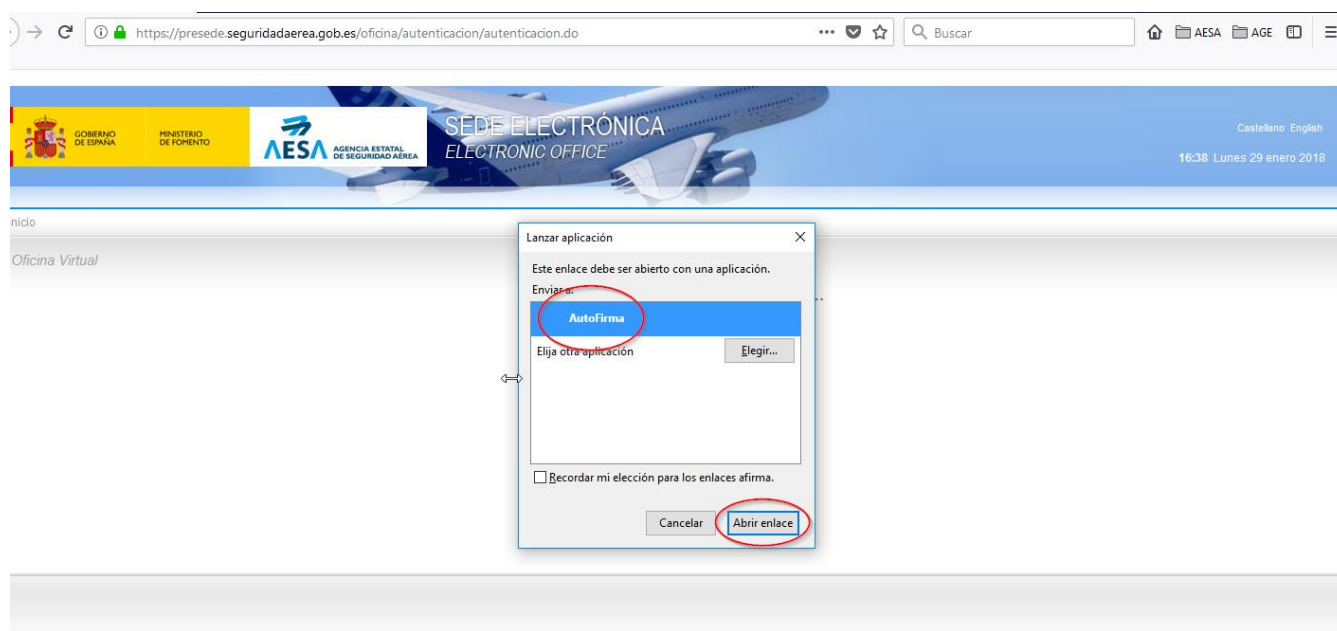 https://presede.seguridadaerea.gob.es/oficina/autenticacion/autenticacion.do
Buscar
AESA
AGE
GOBIERNO
DE ESPAÑA
MINISTERIO
DE FOMENTO
AESA
AGENCIA ESTATAL
DE SEGURIDAD AÉREA
SEDE ELECTRÓNICA
ELECTRONIC OFFICE
Castellano English
16:38 Lunes 29 enero 2018
nicio
Oficina Virtual
Lanzar aplicación
Este enlace debe ser abierto con una aplicación.
Enviar a:
AutoFirma
Elija otra aplicación
Elegir...
Recordar mi elección para los enlaces afirma.
Cancelar
Abrir enlace